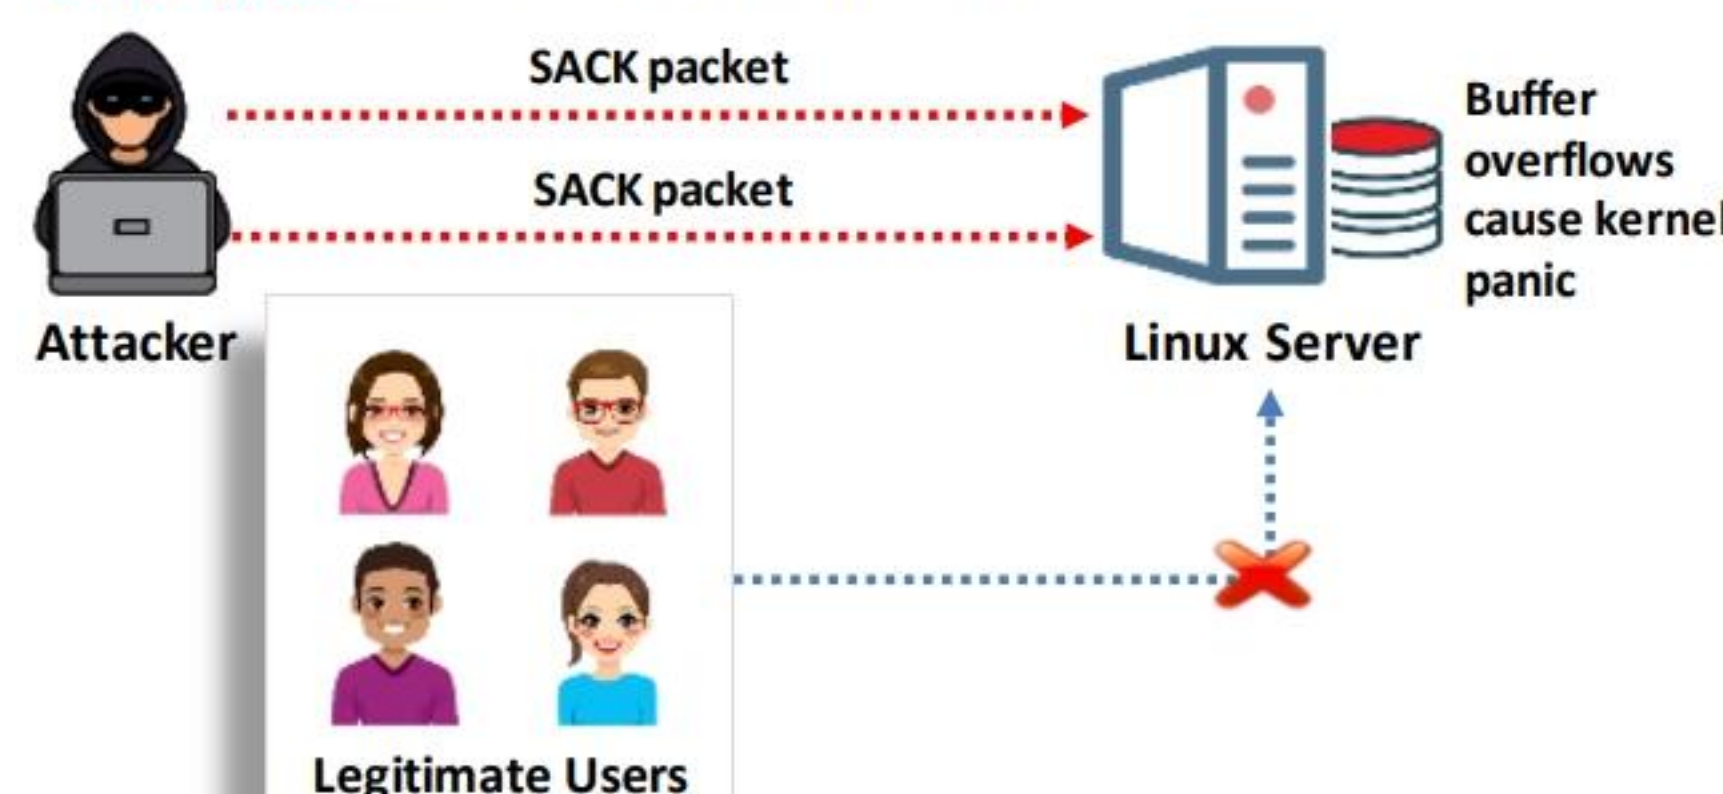 SACK packet
SACK packet
Attacker
Buffer
overflows
cause kernel
panic
Linux Server
Legitimate Users